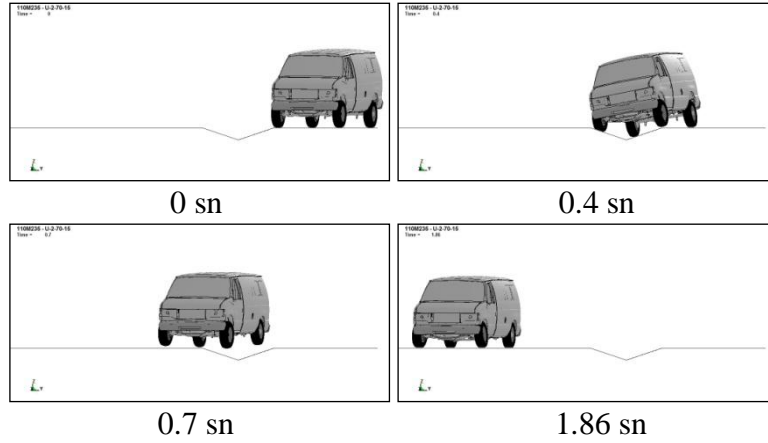 110M235 - U-2-70-15
Time = 0
110M235 - U-2-70-15
Time = 0.4
0 sn
0.4 sn
110M235 - U-2-70-15
Time = 0.7
110M235 - U-2-70-15
Time = 1.86
0.7 sn
1.86 sn